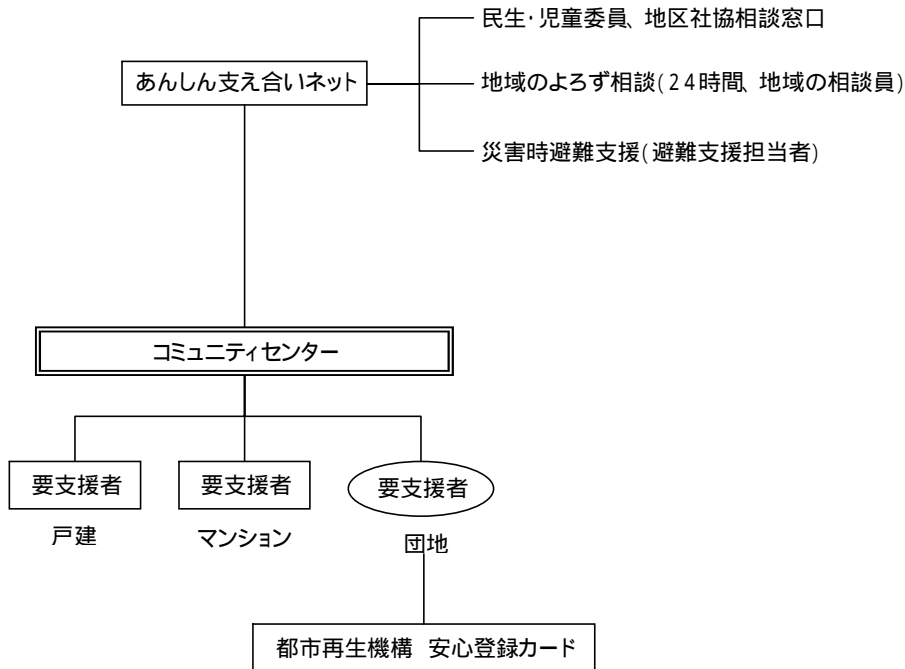 民生・児童委員、地区社協相談窓口
あんしん支え合いネット
地域のよろず相談(24時間、地域の相談員)
災害時避難支援(避難支援担当者)
コミュニティセンター
要支援者 要支援者 要支援者
戸建 マンション 団地
都市再生機構 安心登録カード